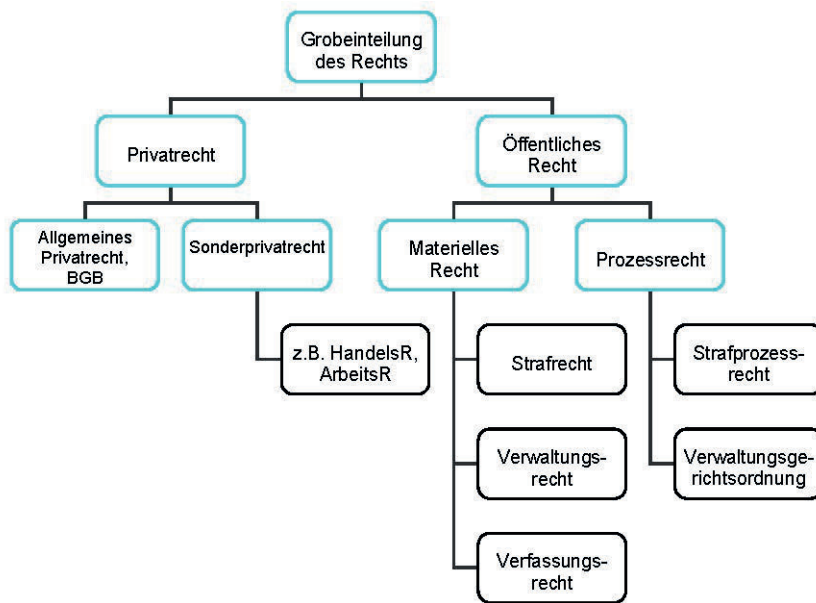 Grobeinteilung
des Rechts
Privatrecht
Öffentliches
Recht
Allgemeines
Privatrecht,
BGB
Sonderprivatrecht
Materielles
Recht
Prozessrecht
z.B. HandelsR,
ArbeitsR
Strafrecht
Strafprozess-
recht
Verwaltungs-
recht
Verwaltungsge-
richtsordnung
Verfassungs-
recht